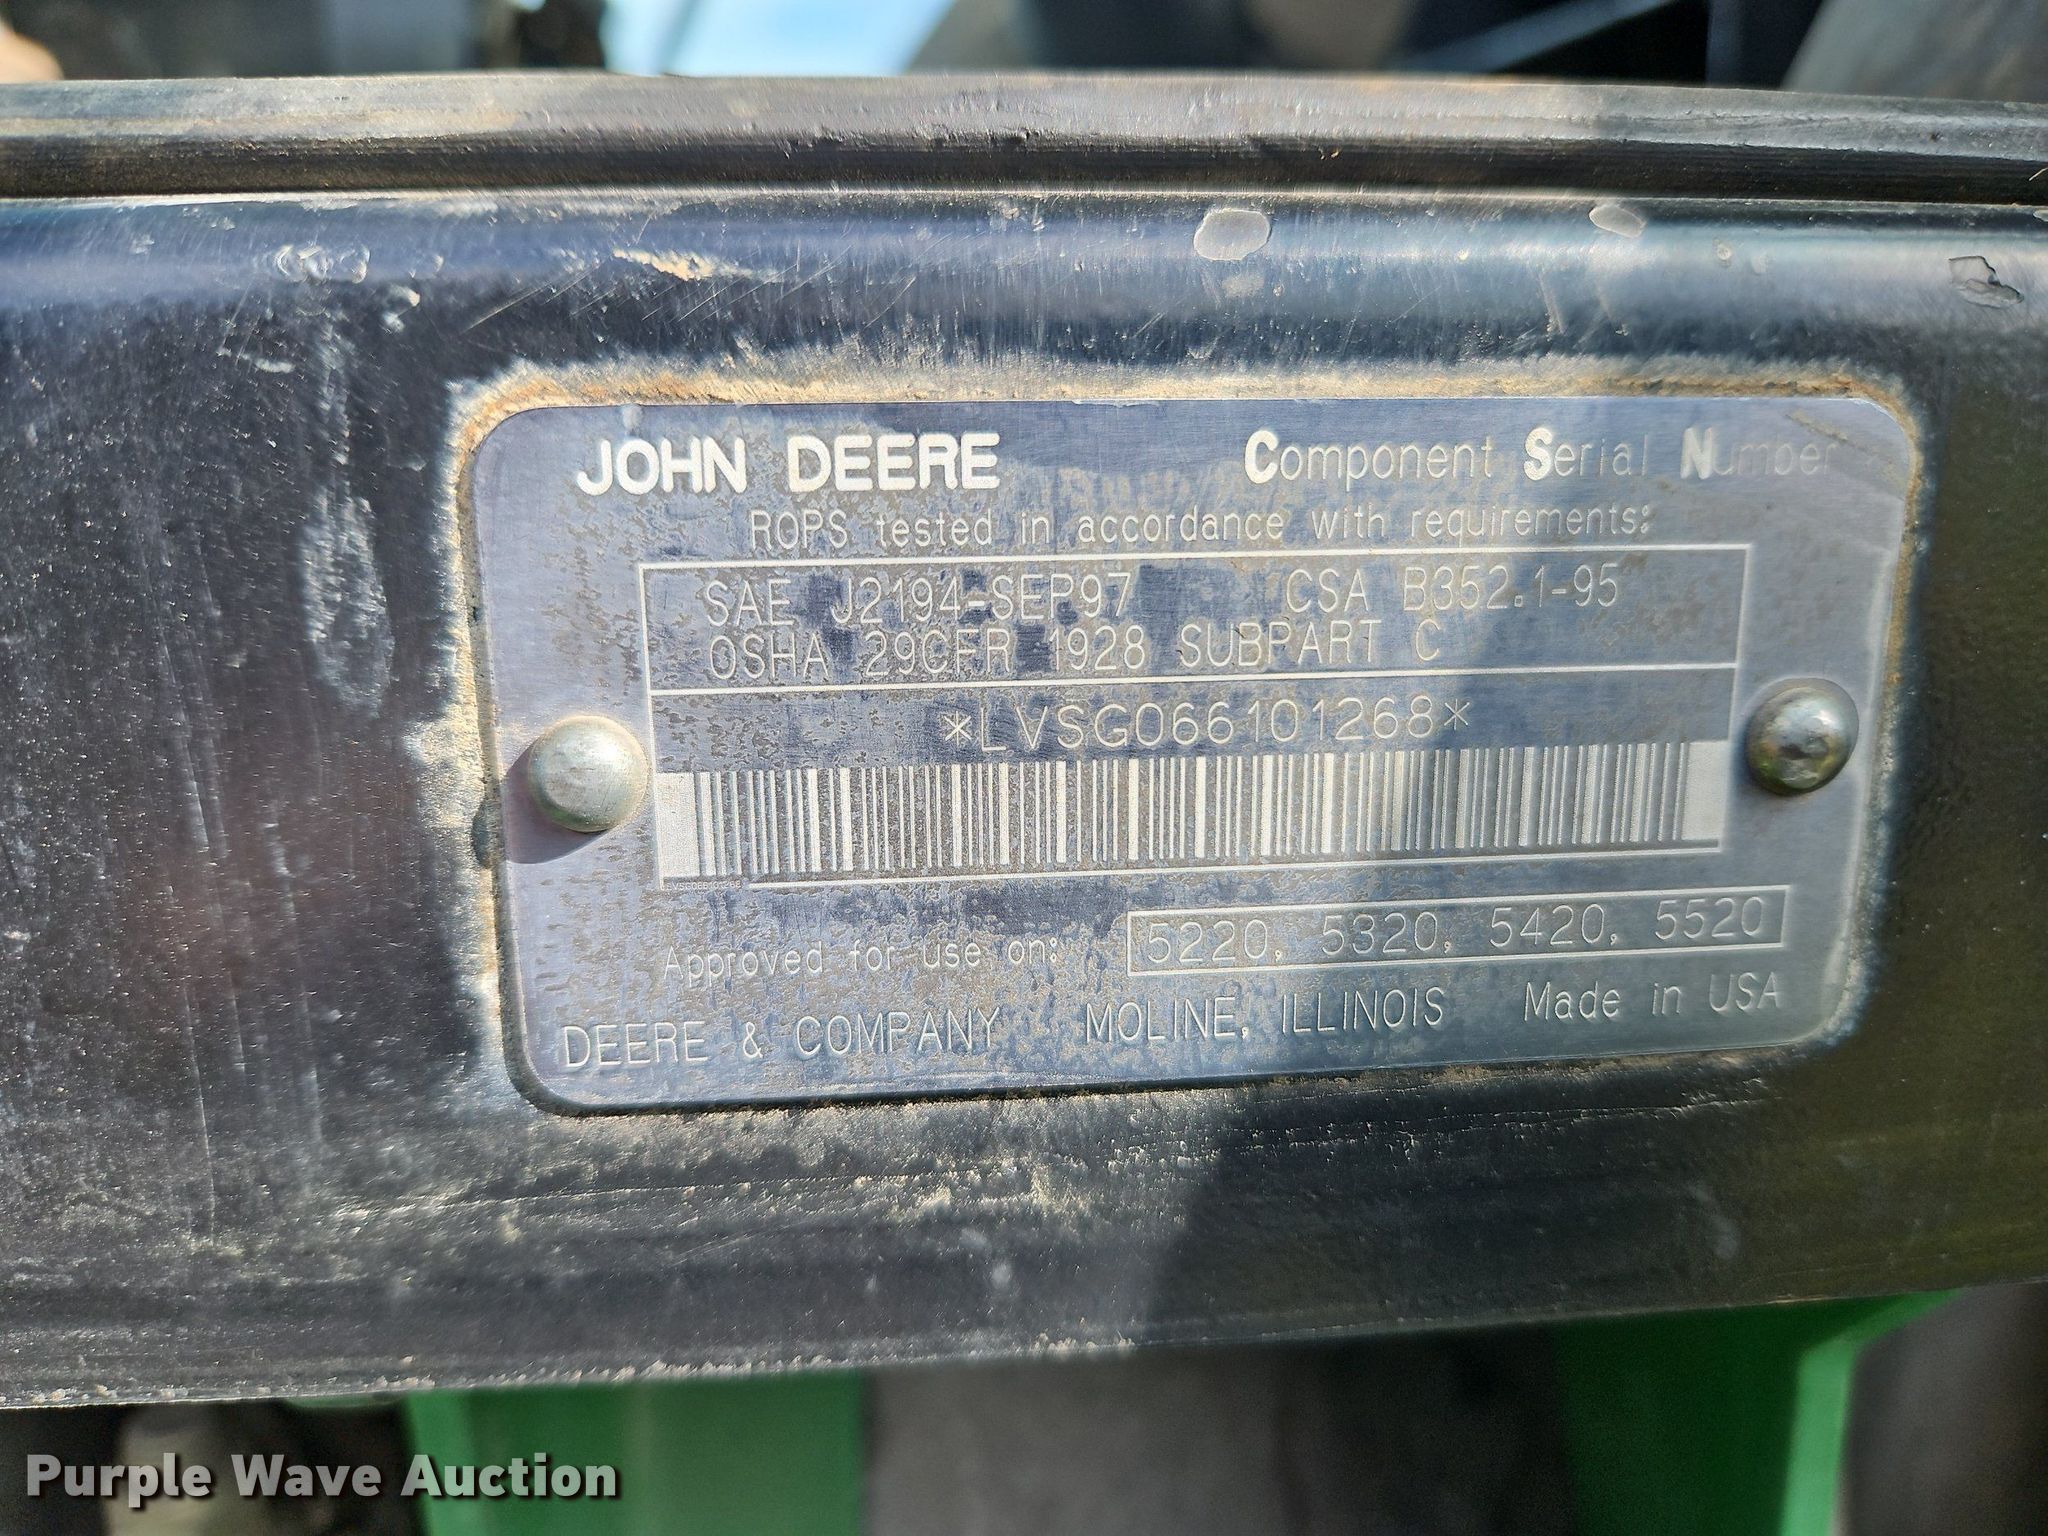 JOHN DEERE Component Serial Number
ROPS tested in accordance with requirements:
SAE J2194-SEP97 CSA B352.1-95
OSHA 29CFR 1928 SUBPART C
*LVSG066101268*
LVSG066101268
Approved for use on: 5220, 5320, 5420, 5520
DEERE & COMPANY MOLINE, ILLINOIS Made in USA
Purple Wave Auction